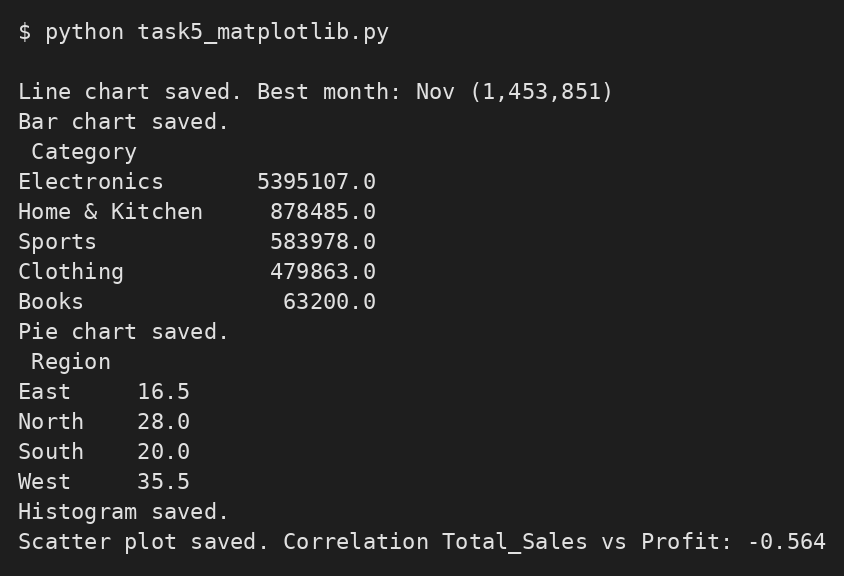 $ python task5_matplotlib.py

Line chart saved. Best month: Nov (1,453,851)
Bar chart saved.
 Category
Electronics       5395107.0
Home & Kitchen     878485.0
Sports             583978.0
Clothing           479863.0
Books               63200.0
Pie chart saved.
 Region
East     16.5
North    28.0
South    20.0
West     35.5
Histogram saved.
Scatter plot saved. Correlation Total_Sales vs Profit: -0.564